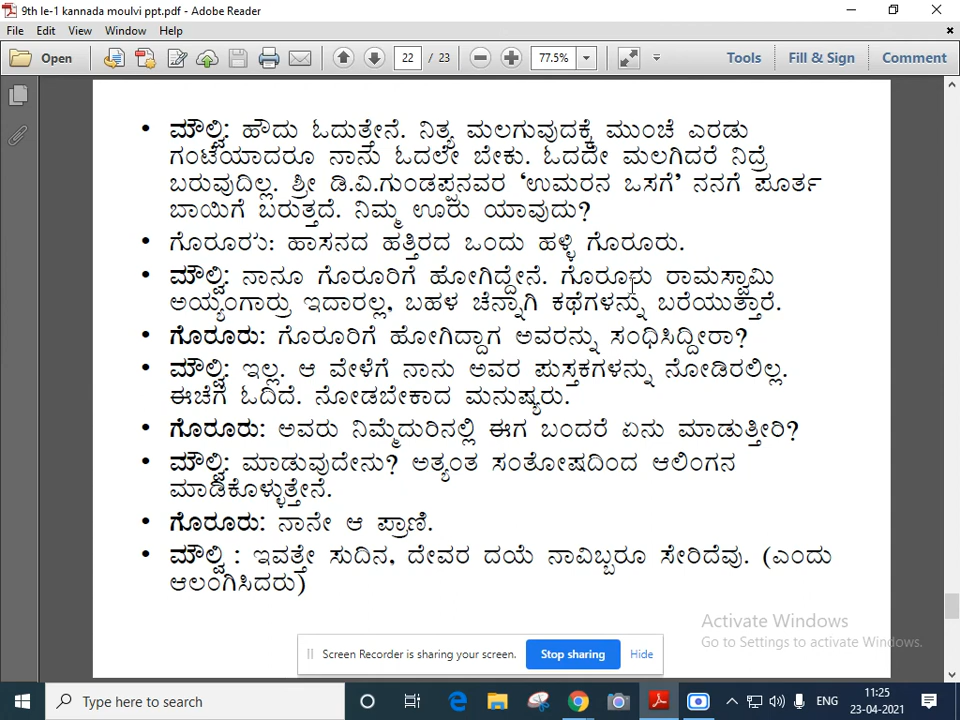 9th le-1 kannada moulvi ppt.pdf - Adobe Reader
File Edit View Window Help
Open 22 / 23 77.5% Tools Fill & Sign Comment
• ಮೌಲ್ವಿ: ಹೌದು ಓದುತ್ತೇನೆ. ನಿತ್ಯ ಮಲಗುವುದಕ್ಕೆ ಮುಂಚೆ ಎರಡು
ಗಂಟೆಯಾದರೂ ನಾನು ಓದಲೇ ಬೇಕು. ಓದದೇ ಮಲಗಿದರೆ ನಿದ್ರೆ
ಬರುವುದಿಲ್ಲ. ಶ್ರೀ ಡಿ.ವಿ.ಗುಂಡಪ್ಪನವರ 'ಉಮರನ ಒಸಗೆ' ನನಗೆ ಪೂರ್ತ
ಬಾಯಿಗೆ ಬರುತ್ತದೆ. ನಿಮ್ಮ ಊರು ಯಾವುದು?
• ಗೊರೂರು: ಹಾಸನದ ಹತ್ತಿರದ ಒಂದು ಹಳ್ಳಿ ಗೊರೂರು.
• ಮೌಲ್ವಿ: ನಾನೂ ಗೊರೂರಿಗೆ ಹೋಗಿದ್ದೇನೆ. ಗೊರೂರು ರಾಮಸ್ವಾಮಿ
ಅಯ್ಯಂಗಾರ್ರು ಇದಾರಲ್ಲ, ಬಹಳ ಚೆನ್ನಾಗಿ ಕಥೆಗಳನ್ನು ಬರೆಯುತ್ತಾರೆ.
• ಗೊರೂರು: ಗೊರೂರಿಗೆ ಹೋಗಿದ್ದಾಗ ಅವರನ್ನು ಸಂಧಿಸಿದ್ದೀರಾ?
• ಮೌಲ್ವಿ: ಇಲ್ಲ. ಆ ವೇಳೆಗೆ ನಾನು ಅವರ ಪುಸ್ತಕಗಳನ್ನು ನೋಡಿರಲಿಲ್ಲ.
ಈಚೆಗೆ ಓದಿದೆ. ನೋಡಬೇಕಾದ ಮನುಷ್ಯರು.
• ಗೊರೂರು: ಅವರು ನಿಮ್ಮೆದುರಿನಲ್ಲಿ ಈಗ ಬಂದರೆ ಏನು ಮಾಡುತ್ತೀರಿ?
• ಮೌಲ್ವಿ: ಮಾಡುವುದೇನು? ಅತ್ಯಂತ ಸಂತೋಷದಿಂದ ಆಲಿಂಗನ
ಮಾಡಿಕೊಳ್ಳುತ್ತೇನೆ.
• ಗೊರೂರು: ನಾನೇ ಆ ಪ್ರಾಣಿ.
• ಮೌಲ್ವಿ : ಇವತ್ತೇ ಸುದಿನ, ದೇವರ ದಯೆ ನಾವಿಬ್ಬರೂ ಸೇರಿದೆವು. (ಎಂದು
ಆಲಂಗಿಸಿದರು)
Activate Windows
Go to Settings to activate Windows.
Screen Recorder is sharing your screen. Stop sharing Hide
Type here to search ENG 11:25
23-04-2021